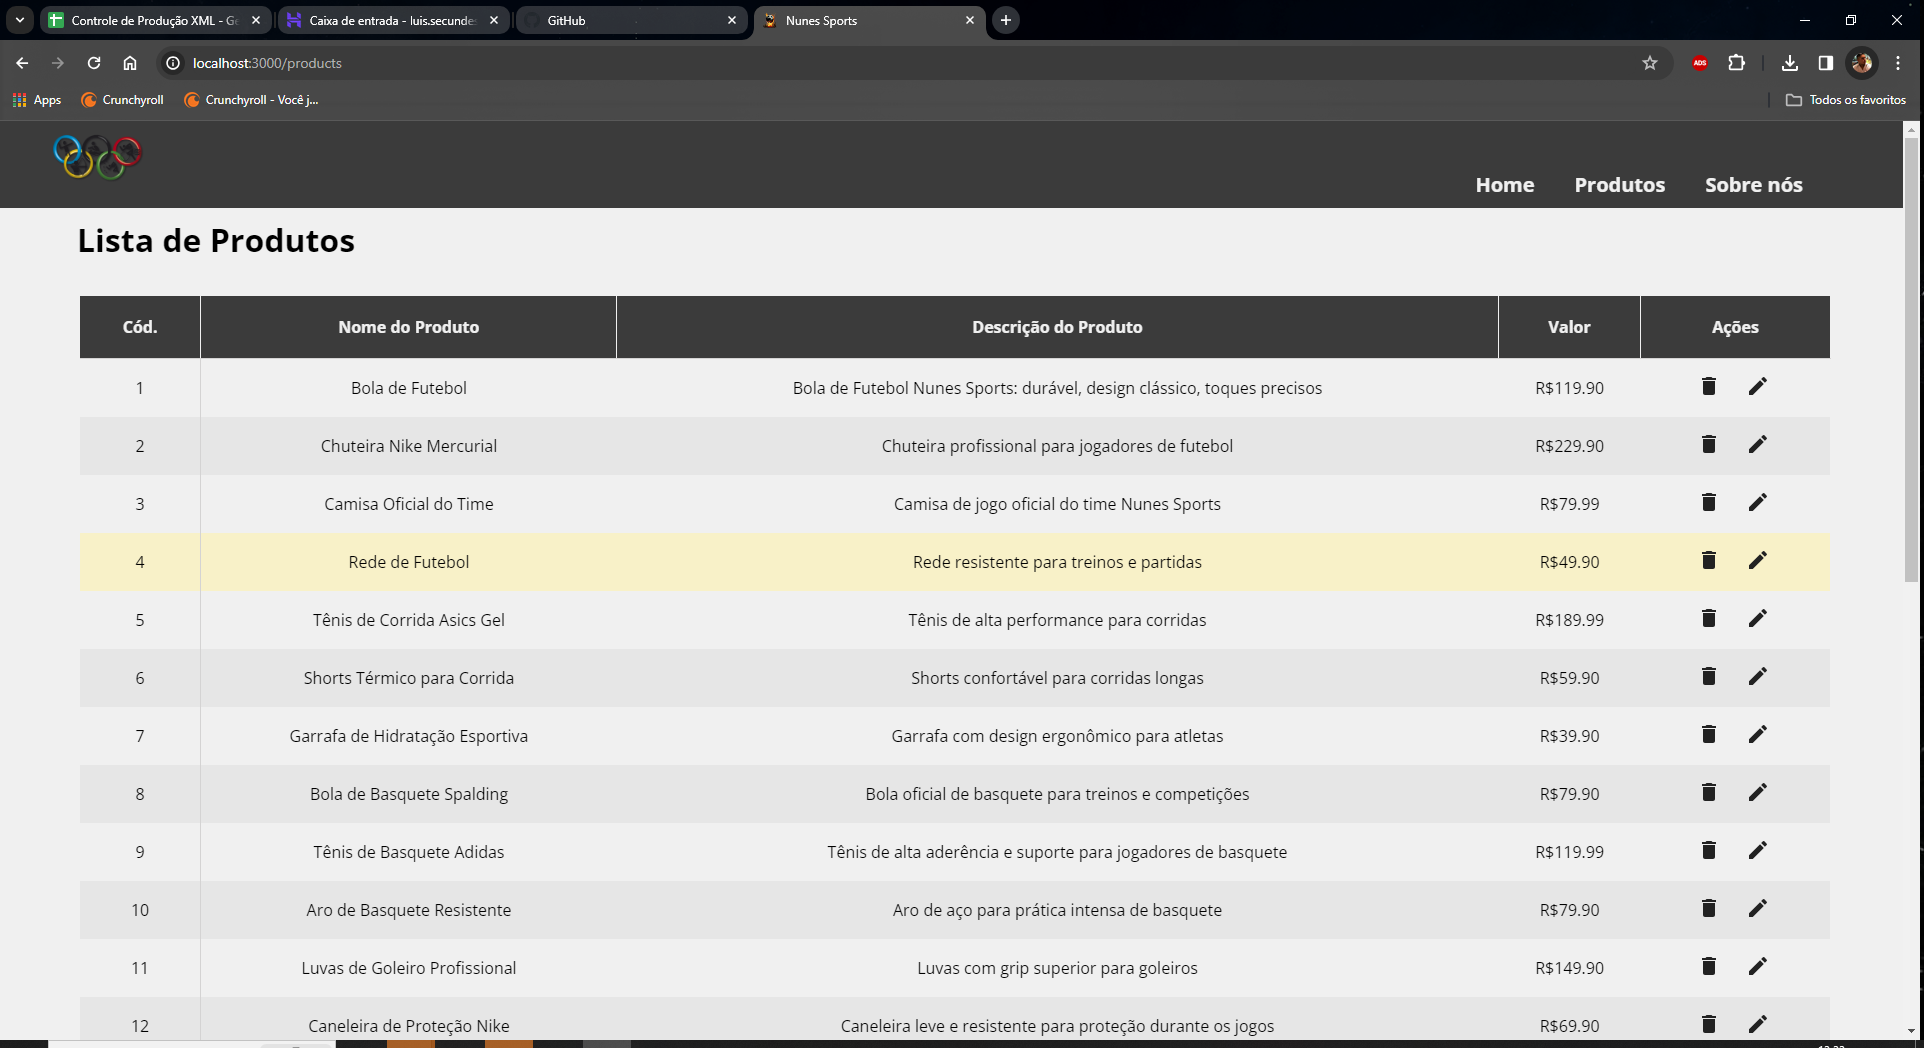 Controle de Produção XML - Ge
Caixa de entrada - luis.secunde
GitHub
Nunes Sports
localhost:3000/products
ADS
Apps
Crunchyroll
Crunchyroll - Você j...
Todos os favoritos
Home
Produtos
Sobre nós
Lista de Produtos
Cód. Nome do Produto Descrição do Produto Valor Ações
1 Bola de Futebol Bola de Futebol Nunes Sports: durável, design clássico, toques precisos R$119.90
2 Chuteira Nike Mercurial Chuteira profissional para jogadores de futebol R$229.90
3 Camisa Oficial do Time Camisa de jogo oficial do time Nunes Sports R$79.99
4 Rede de Futebol Rede resistente para treinos e partidas R$49.90
5 Tênis de Corrida Asics Gel Tênis de alta performance para corridas R$189.99
6 Shorts Térmico para Corrida Shorts confortável para corridas longas R$59.90
7 Garrafa de Hidratação Esportiva Garrafa com design ergonômico para atletas R$39.90
8 Bola de Basquete Spalding Bola oficial de basquete para treinos e competições R$79.90
9 Tênis de Basquete Adidas Tênis de alta aderência e suporte para jogadores de basquete R$119.99
10 Aro de Basquete Resistente Aro de aço para prática intensa de basquete R$79.90
11 Luvas de Goleiro Profissional Luvas com grip superior para goleiros R$149.90
12 Caneleira de Proteção Nike Caneleira leve e resistente para proteção durante os jogos R$69.90